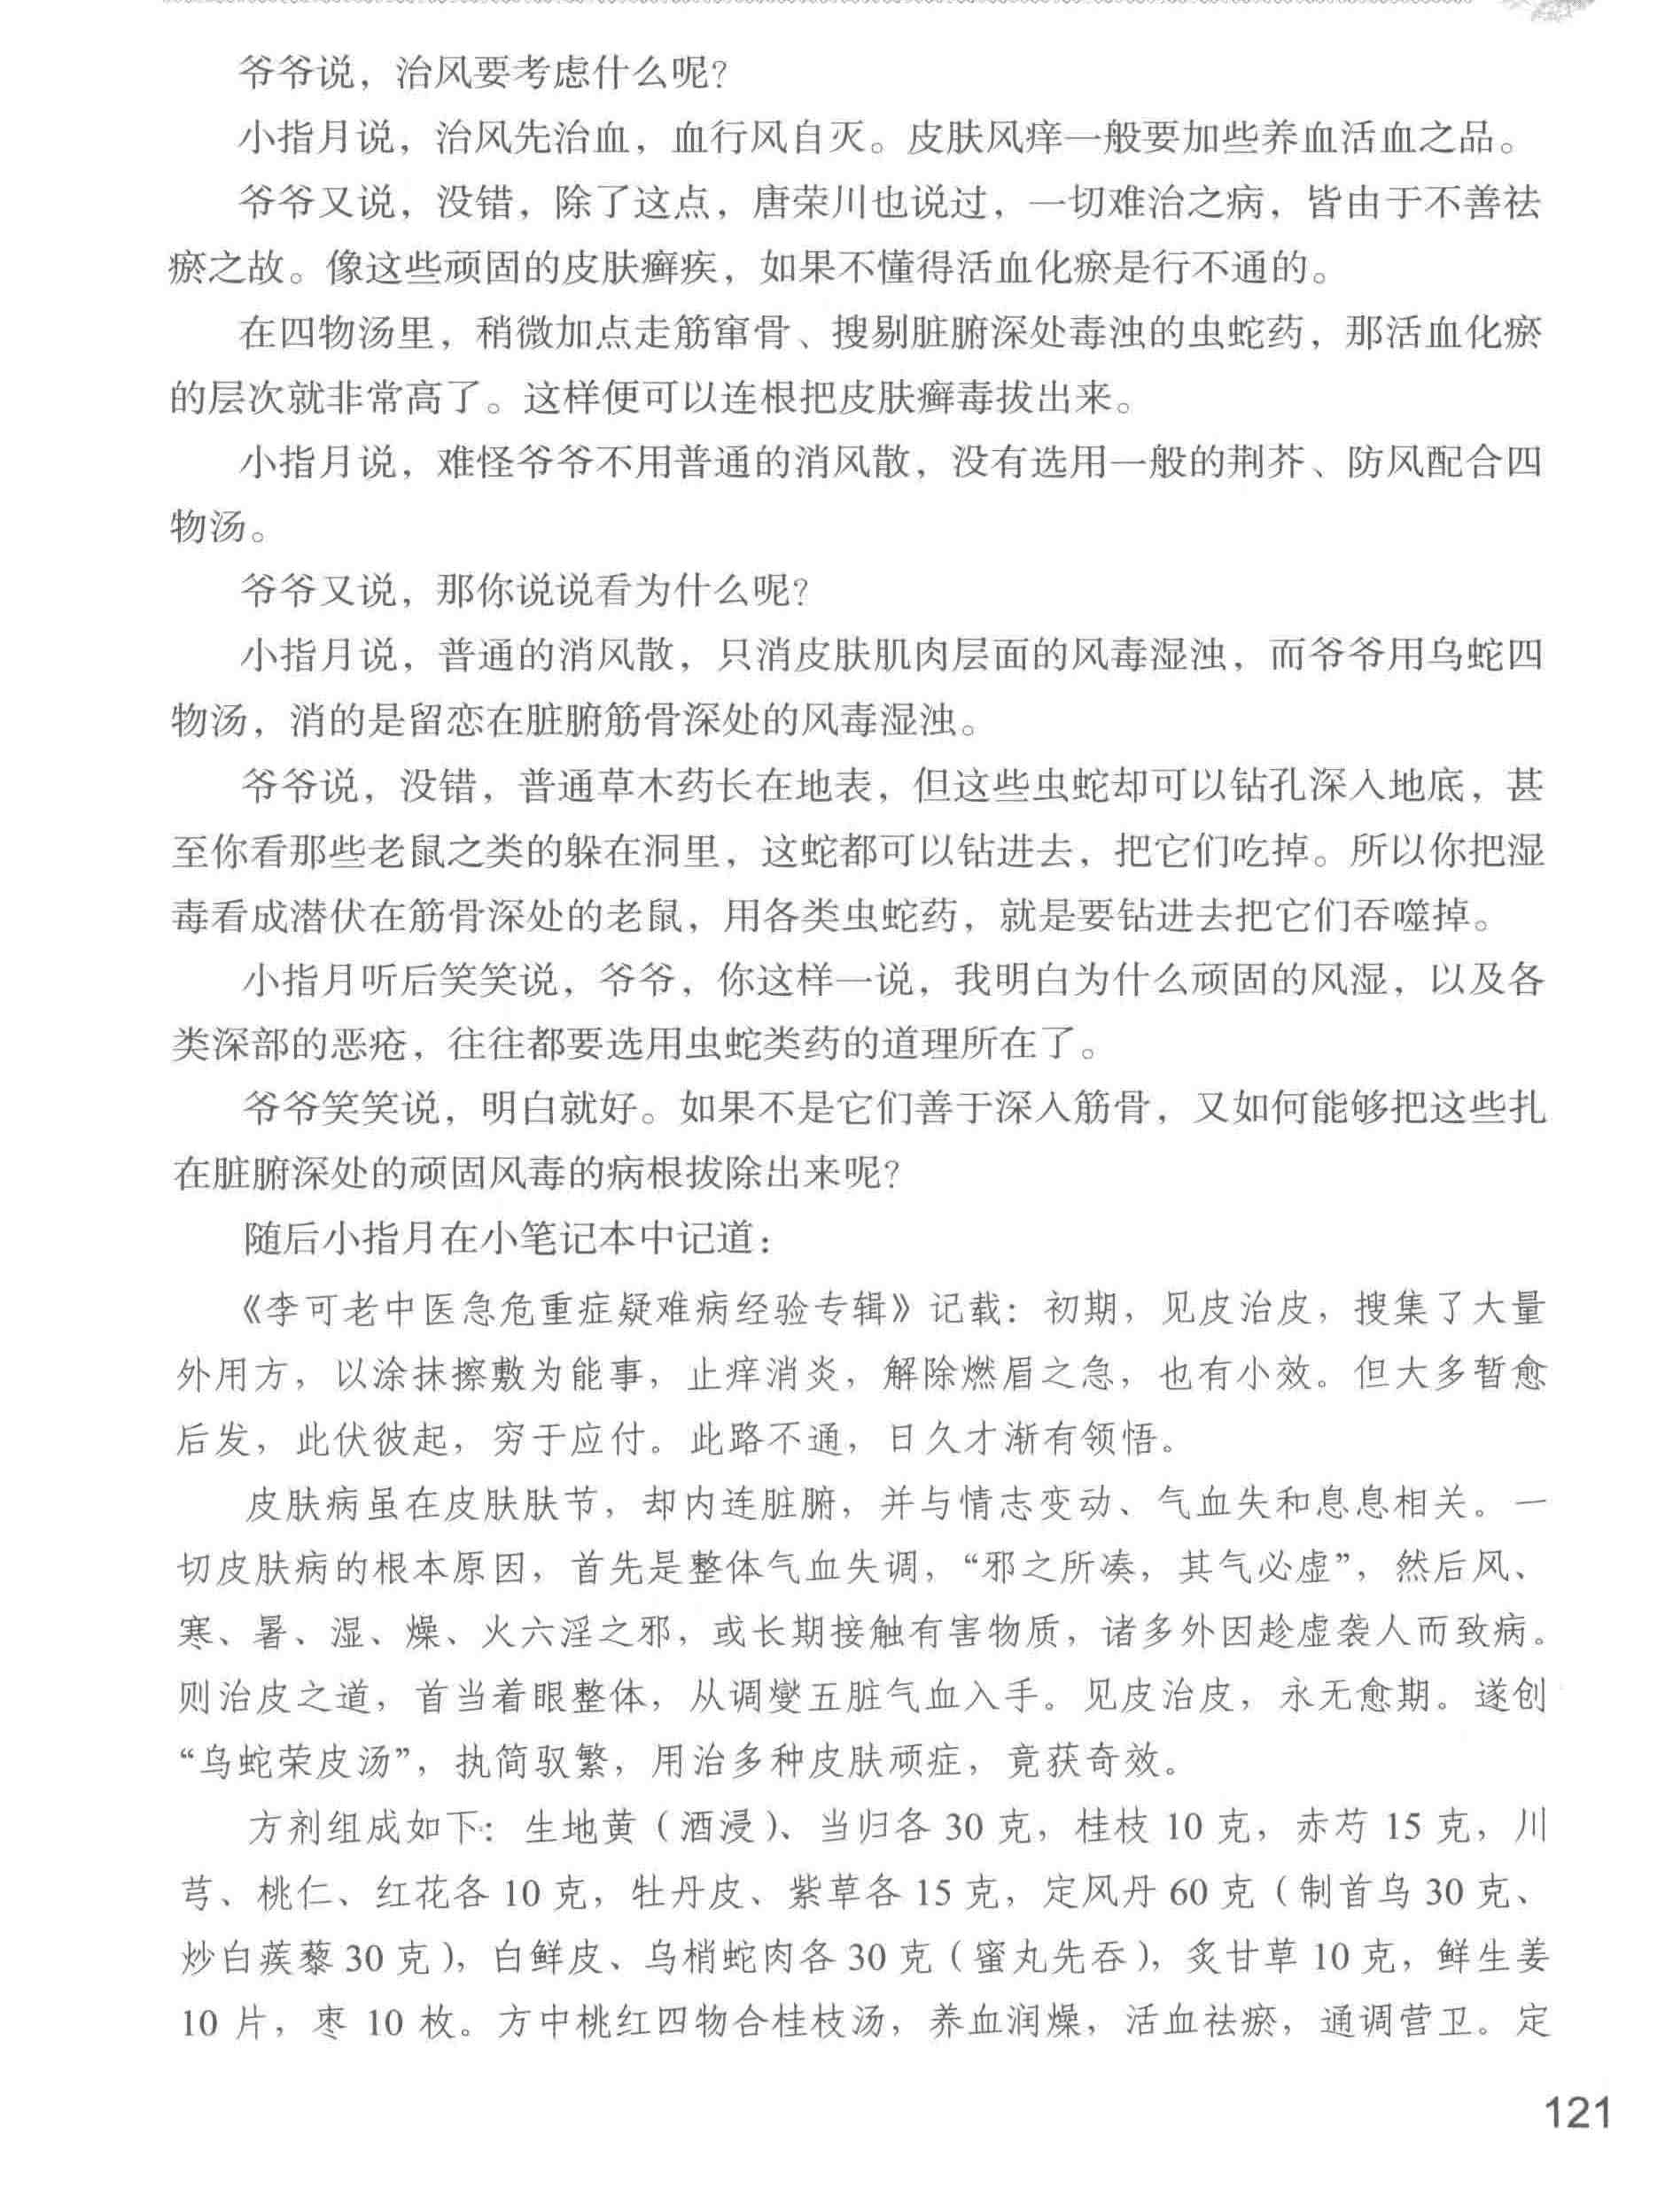 爷爷说，治风要考虑什么呢？
小指月说，治风先治血，血行风自灭。皮肤风痒一般要加些养血活血之品。
爷爷又说，没错，除了这点，唐荣川也说过，一切难治之病，皆由于不善祛
瘀之故。像这些顽固的皮肤癣疾，如果不懂得活血化瘀是行不通的。
在四物汤里，稍微加点走筋窜骨、搜剔脏腑深处毒浊的虫蛇药，那活血化瘀
的层次就非常高了。这样便可以连根把皮肤癣毒拔出来。
小指月说，难怪爷爷不用普通的消风散，没有选用一般的荆芥、防风配合四
物汤。
爷爷又说，那你说说看为什么呢？
小指月说，普通的消风散，只消皮肤肌肉层面的风毒湿浊，而爷爷用乌蛇四
物汤，消的是留恋在脏腑筋骨深处的风毒湿浊。
爷爷说，没错，普通草木药长在地表，但这些虫蛇却可以钻孔深入地底，甚
至你看那些老鼠之类的躲在洞里，这蛇都可以钻进去，把它们吃掉。所以你把湿
毒看成潜伏在筋骨深处的老鼠，用各类虫蛇药，就是要钻进去把它们吞噬掉。
小指月听后笑笑说，爷爷，你这样一说，我明白为什么顽固的风湿，以及各
类深部的恶疮，往往都要选用虫蛇类药的道理所在了。
爷爷笑笑说，明白就好。如果不是它们善于深入筋骨，又如何能够把这些扎
在脏腑深处的顽固风毒的病根拔除出来呢？
随后小指月在小笔记本中记道：
《李可老中医急危重症疑难病经验专辑》记载：初期，见皮治皮，搜集了大量
外用方，以涂抹擦敷为能事，止痒消炎，解除燃眉之急，也有小效。但大多暂愈
后发，此伏彼起，穷于应付。此路不通，日久才渐有领悟。
皮肤病虽在皮肤肤节，却内连脏腑，并与情志变动、气血失和息息相关。一
切皮肤病的根本原因，首先是整体气血失调，“邪之所凑，其气必虚”，然后风、
寒、暑、湿、燥、火六淫之邪，或长期接触有害物质，诸多外因趁虚袭人而致病。
则治皮之道，首当着眼整体，从调燮五脏气血入手。见皮治皮，永无愈期。遂创
“乌蛇荣皮汤”，执简驭繁，用治多种皮肤顽症，竟获奇效。
方剂组成如下：生地黄（酒浸）、当归各 30 克，桂枝 10 克，赤芍 15 克，川
芎、桃仁、红花各 10 克，牡丹皮、紫草各 15 克，定风丹 60 克（制首乌 30 克、
炒白蒺藜 30 克），白鲜皮、乌梢蛇肉各 30 克（蜜丸先吞），炙甘草 10 克，鲜生姜
10 片，枣 10 枚。方中桃红四物合桂枝汤，养血润燥，活血祛瘀，通调营卫。定
121